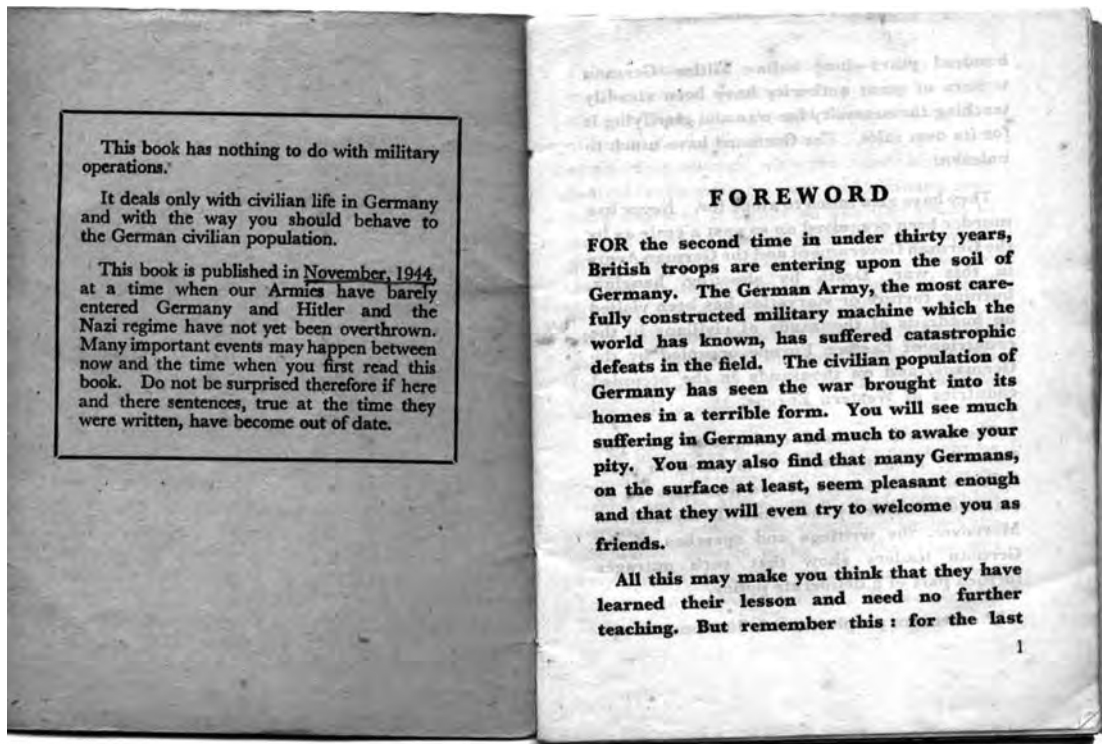 This book has nothing to do with military
operations.
It deals only with civilian life in Germany
and with the way you should behave to
the German civilian population.
This book is published in November, 1944,
at a time when our Armies have barely
entered Germany and Hitler and the
Nazi regime have not yet been overthrown.
Many important events may happen between
now and the time when you first read this
book. Do not be surprised therefore if here
and there sentences, true at the time they
were written, have become out of date.
FOREWORD
FOR the second time in under thirty years,
British troops are entering upon the soil of
Germany. The German Army, the most care-
fully constructed military machine which the
world has known, has suffered catastrophic
defeats in the field. The civilian population of
Germany has seen the war brought into its
homes in a terrible form. You will see much
suffering in Germany and much to awake your
pity. You may also find that many Germans,
on the surface at least, seem pleasant enough
and that they will even try to welcome you as
friends.
All this may make you think that they have
learned their lesson and need no further
teaching. But remember this : for the last
1